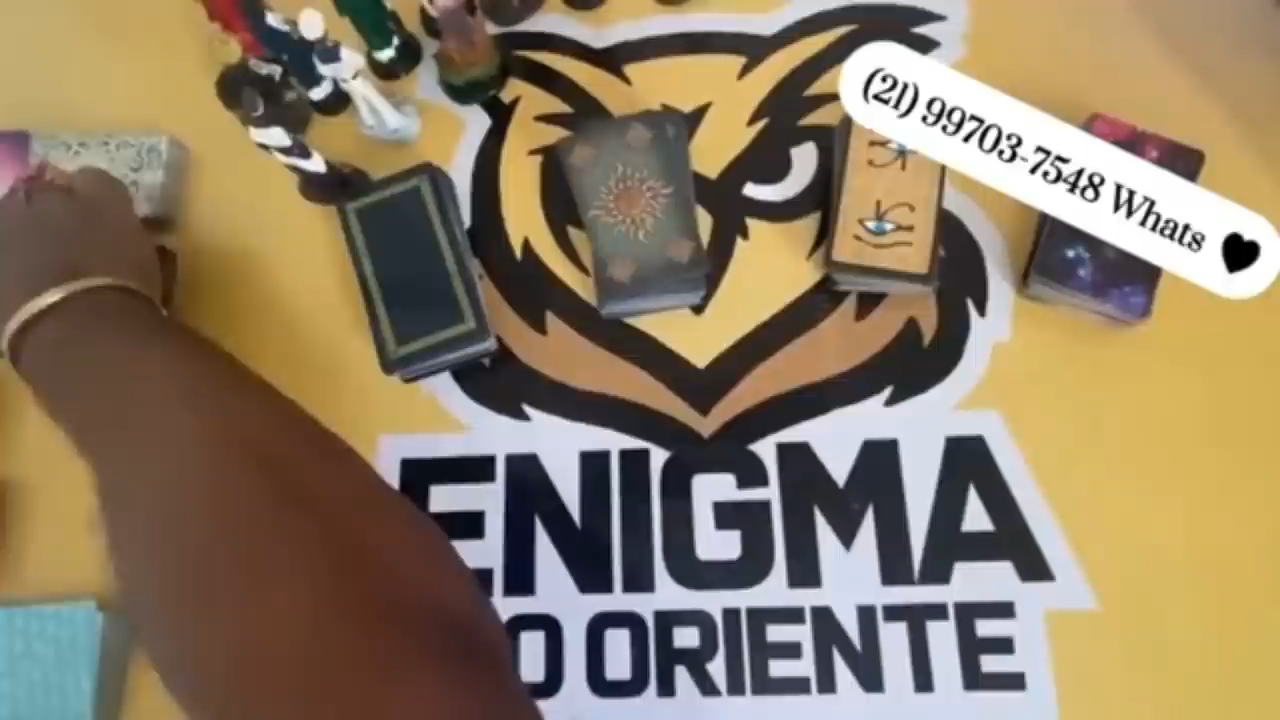 (21) 99703-7548 Whats 🖤
ENIGMA
O ORIENTE